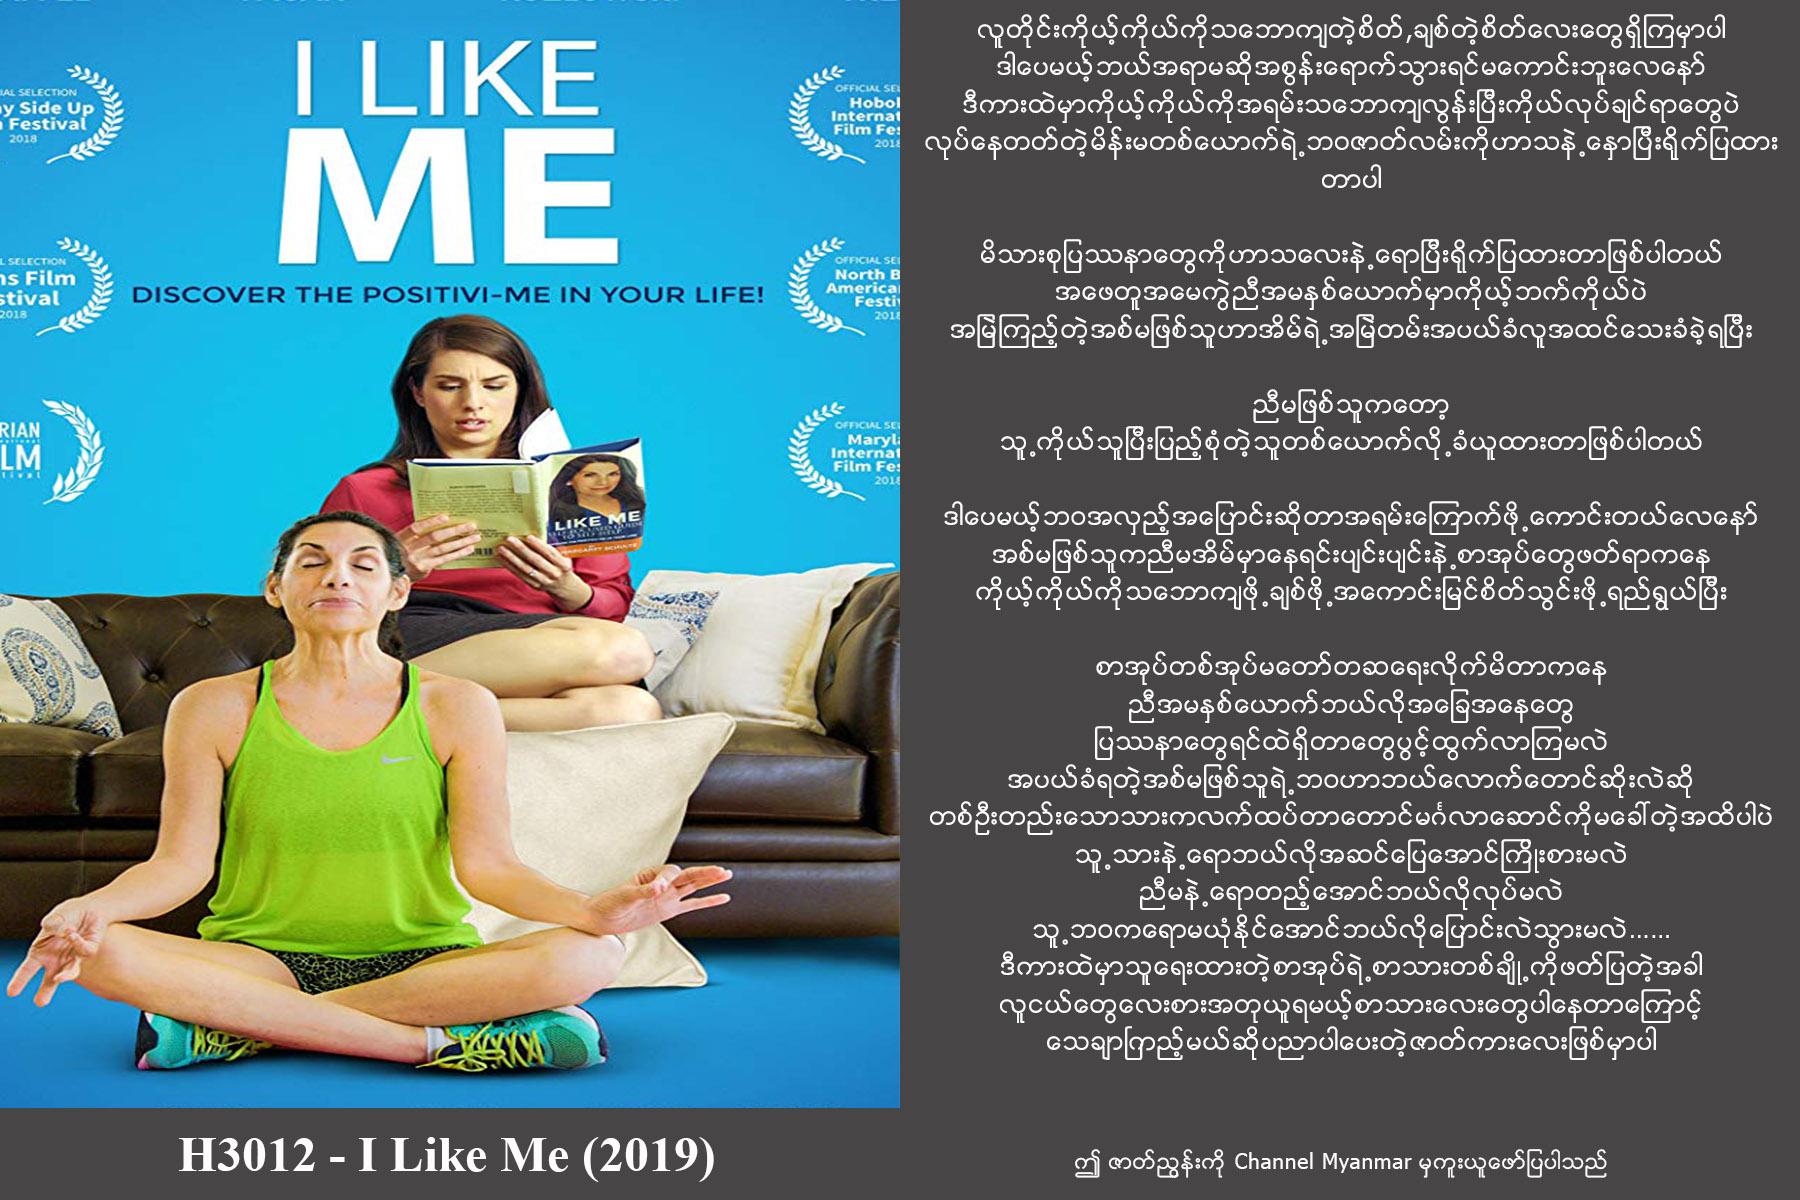 I LIKE
ME
DISCOVER THE POSITIVI-ME IN YOUR LIFE!
OFFICIAL SELECTION
Side Up
Festival
2018
OFFICIAL
Internat
Film Fes
2018
SELECTION
Film
2018
OFFICIAL
North
American
Festiv
2018
OFFICIAL
Internat
Film Fes
LIKE ME
H3012 - I Like Me (2019)
လူတိုင်းကိုယ့်ကိုယ်ကိုသဘောကျတဲ့စိတ်,ချစ်တဲ့စိတ်လေးတွေရှိကြမှာပါ
ဒါပေမယ့်ဘယ်အရာမဆိုအစွန်းရောက်သွားရင်မကောင်းဘူးလေနော်
ဒီကားထဲမှာကိုယ့်ကိုယ်ကိုအရမ်းသဘောကျလွန်းပြီးကိုယ်လုပ်ချင်ရာတွေပဲ
လုပ်နေတတ်တဲ့မိန်းမတစ်ယောက်ရဲ့ဘဝဇာတ်လမ်းကိုဟာသနဲ့နှောပြီးရိုက်ပြထား
တာပါ
မိသားစုပြဿနာတွေကိုဟာသလေးနဲ့ရောပြီးရိုက်ပြထားတာဖြစ်ပါတယ်
အဖေတူအမေကွဲညီအမနှစ်ယောက်မှာကိုယ့်ဘက်ကိုယ်ပဲ
အမြဲကြည့်တဲ့အစ်မဖြစ်သူဟာအိမ်ရဲ့အမြဲတမ်းအပယ်ခံလူအထင်သေးခံခဲ့ရပြီး
ညီမဖြစ်သူကတော့
သူ့ကိုယ်သူပြီးပြည့်စုံတဲ့သူတစ်ယောက်လို့ခံယူထားတာဖြစ်ပါတယ်
ဒါပေမယ့်ဘဝအလှည့်အပြောင်းဆိုတာအရမ်းကြောက်ဖို့ကောင်းတယ်လေနော်
အစ်မဖြစ်သူကညီမအိမ်မှာနေရင်းပျင်းပျင်းနဲ့စာအုပ်တွေဖတ်ရာကနေ
ကိုယ့်ကိုယ်ကိုသဘောကျဖို့ချစ်ဖို့အကောင်းမြင်စိတ်သွင်းဖို့ရည်ရွယ်ပြီး
စာအုပ်တစ်အုပ်မတော်တဆရေးလိုက်မိတာကနေ
ညီအမနှစ်ယောက်ဘယ်လိုအခြေအနေတွေ
ပြဿနာတွေရင်ထဲရှိတာတွေပွင့်ထွက်လာကြမလဲ
အပယ်ခံရတဲ့အစ်မဖြစ်သူရဲ့ဘဝဟာဘယ်လောက်တောင်ဆိုးလဲဆို
တစ်ဦးတည်းသောသားကလက်ထပ်တာတောင်မင်္ဂလာဆောင်ကိုမခေါ်တဲ့အထိပါပဲ
သူ့သားနဲ့ရောဘယ်လိုအဆင်ပြေအောင်ကြိုးစားမလဲ
ညီမနဲ့ရောတည့်အောင်ဘယ်လိုလုပ်မလဲ
သူ့ဘဝကရောမယုံနိုင်အောင်ဘယ်လိုပြောင်းလဲသွားမလဲ......
ဒီကားထဲမှာသူရေးထားတဲ့စာအုပ်ရဲ့စာသားတစ်ချို့ကိုဖတ်ပြတဲ့အခါ
လူငယ်တွေလေးစားအတုယူရမယ့်စာသားလေးတွေပါနေတာကြောင့်
သေချာကြည့်မယ်ဆိုပညာပါပေးတဲ့ဇာတ်ကားလေးဖြစ်မှာပါ
ဤ ဇာတ်ညွှန်းကို Channel Myanmar မှကူးယူဖော်ပြပါသည်